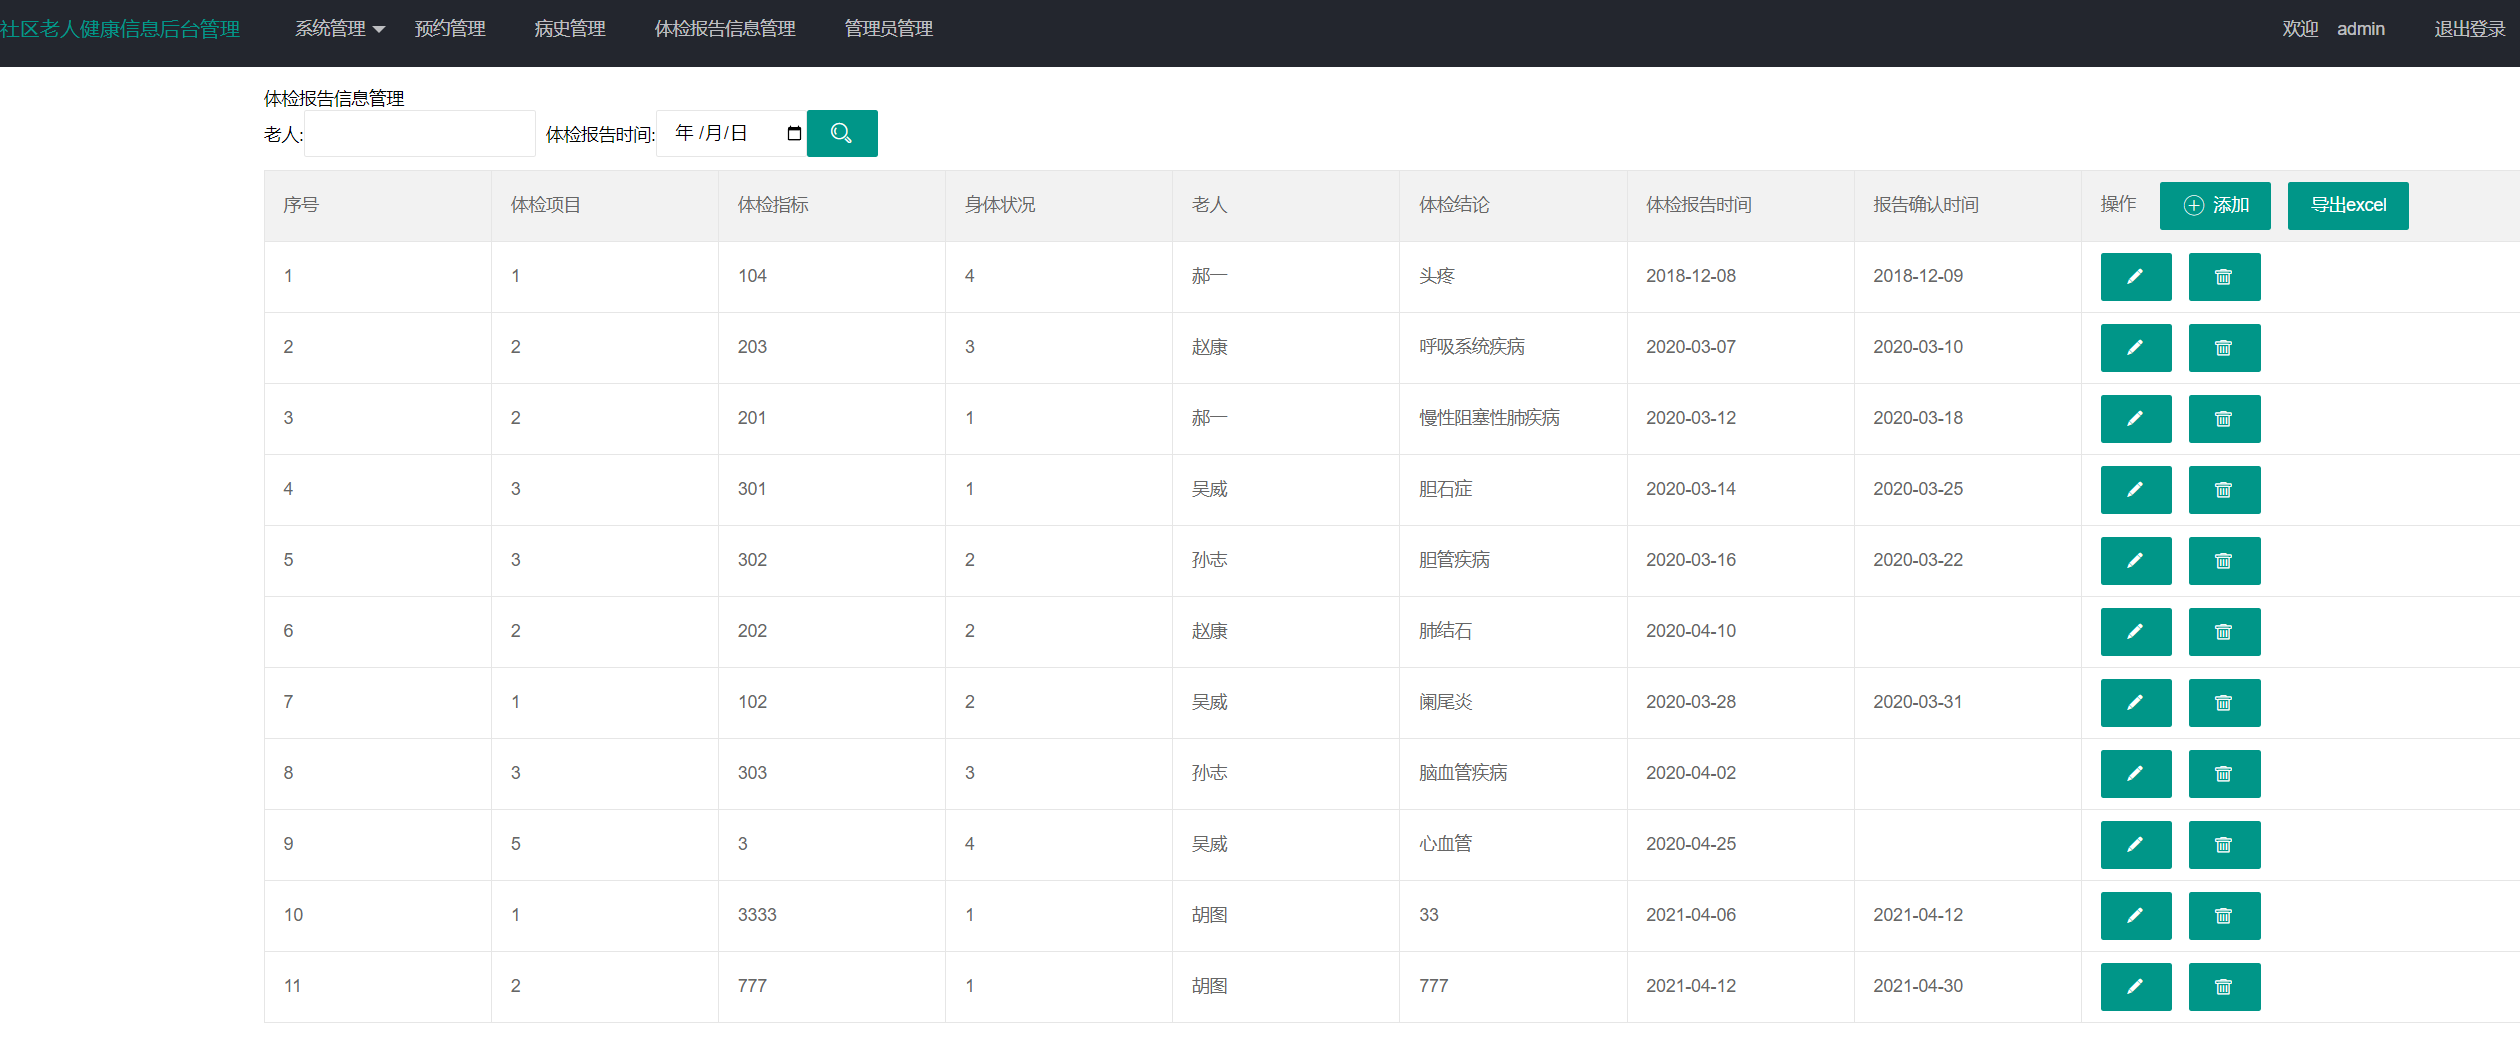 社区老人健康信息后台管理 系统管理 预约管理 病史管理 体检报告信息管理 管理员管理 欢迎 admin 退出登录
体检报告信息管理
老人: 体检报告时间: 年 /月/日
序号 体检项目 体检指标 身体状况 老人 体检结论 体检报告时间 报告确认时间 操作 添加 导出excel
1 1 104 4 郝一 头疼 2018-12-08 2018-12-09
2 2 203 3 赵康 呼吸系统疾病 2020-03-07 2020-03-10
3 2 201 1 郝一 慢性阻塞性肺疾病 2020-03-12 2020-03-18
4 3 301 1 吴威 胆石症 2020-03-14 2020-03-25
5 3 302 2 孙志 胆管疾病 2020-03-16 2020-03-22
6 2 202 2 赵康 肺结石 2020-04-10
7 1 102 2 吴威 阑尾炎 2020-03-28 2020-03-31
8 3 303 3 孙志 脑血管疾病 2020-04-02
9 5 3 4 吴威 心血管 2020-04-25
10 1 3333 1 胡图 33 2021-04-06 2021-04-12
11 2 777 1 胡图 777 2021-04-12 2021-04-30